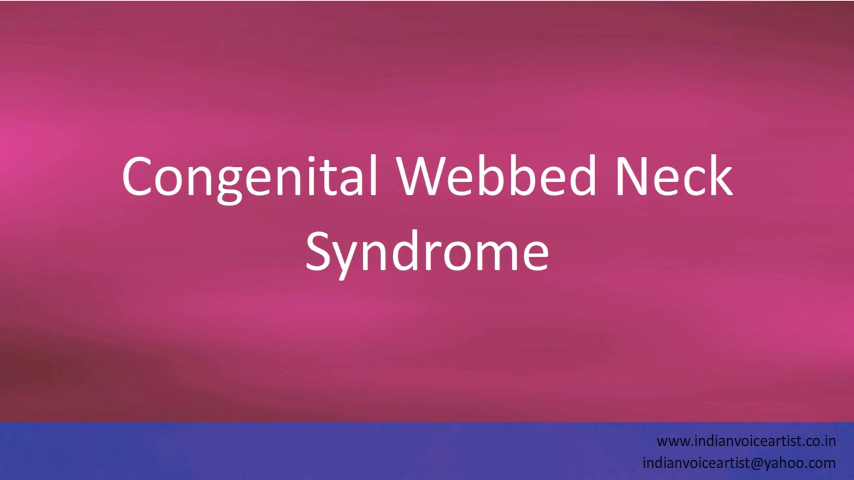 Congenital Webbed Neck
Syndrome
www.indianvoiceartist.co.in
indianvoiceartist@yahoo.com